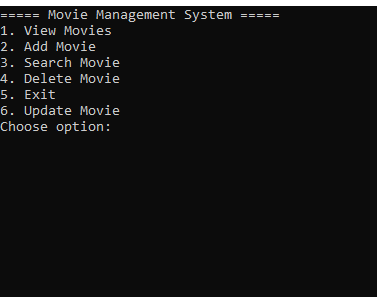 ===== Movie Management System =====
1. View Movies
2. Add Movie
3. Search Movie
4. Delete Movie
5. Exit
6. Update Movie
Choose option: